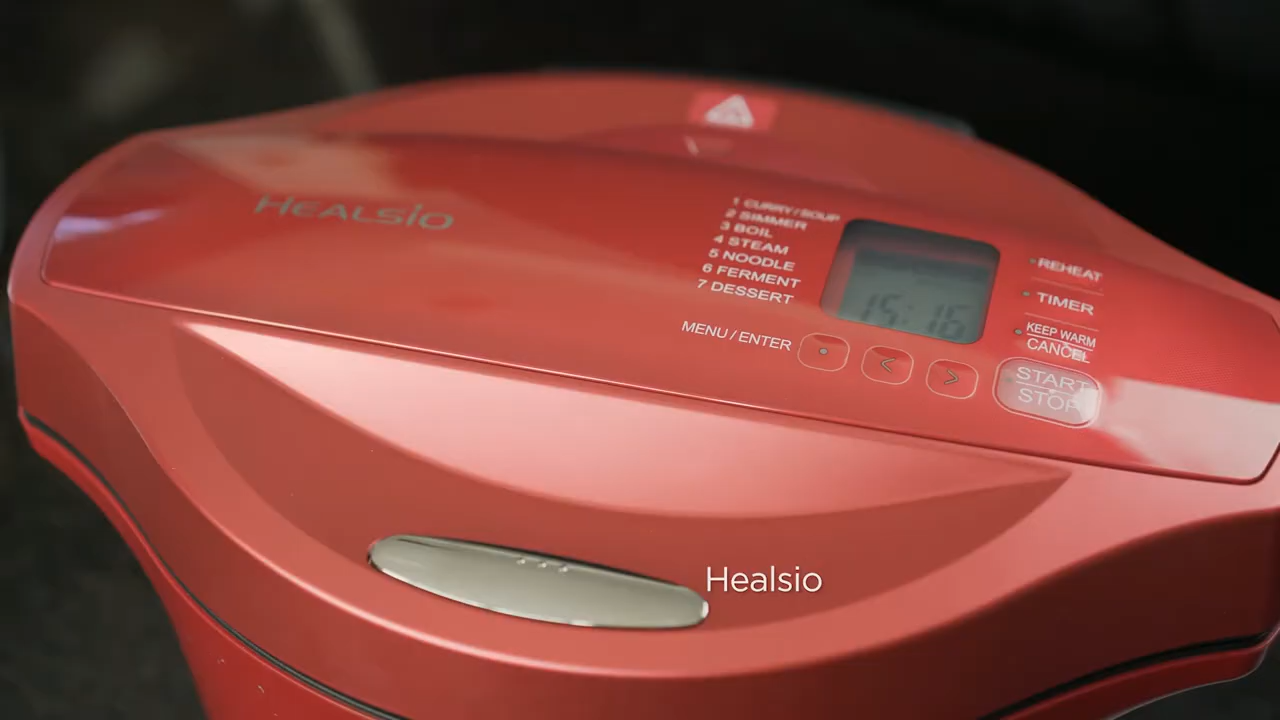 HEALSIO
1 CURRY/SOUP
2 SIMMER
3 BOIL
4 STEAM
5 NOODLE
6 FERMENT
7 DESSERT
15:16
REHEAT
TIMER
KEEP WARM
CANCEL
MENU / ENTER
<
>
START
STOP
Healsio